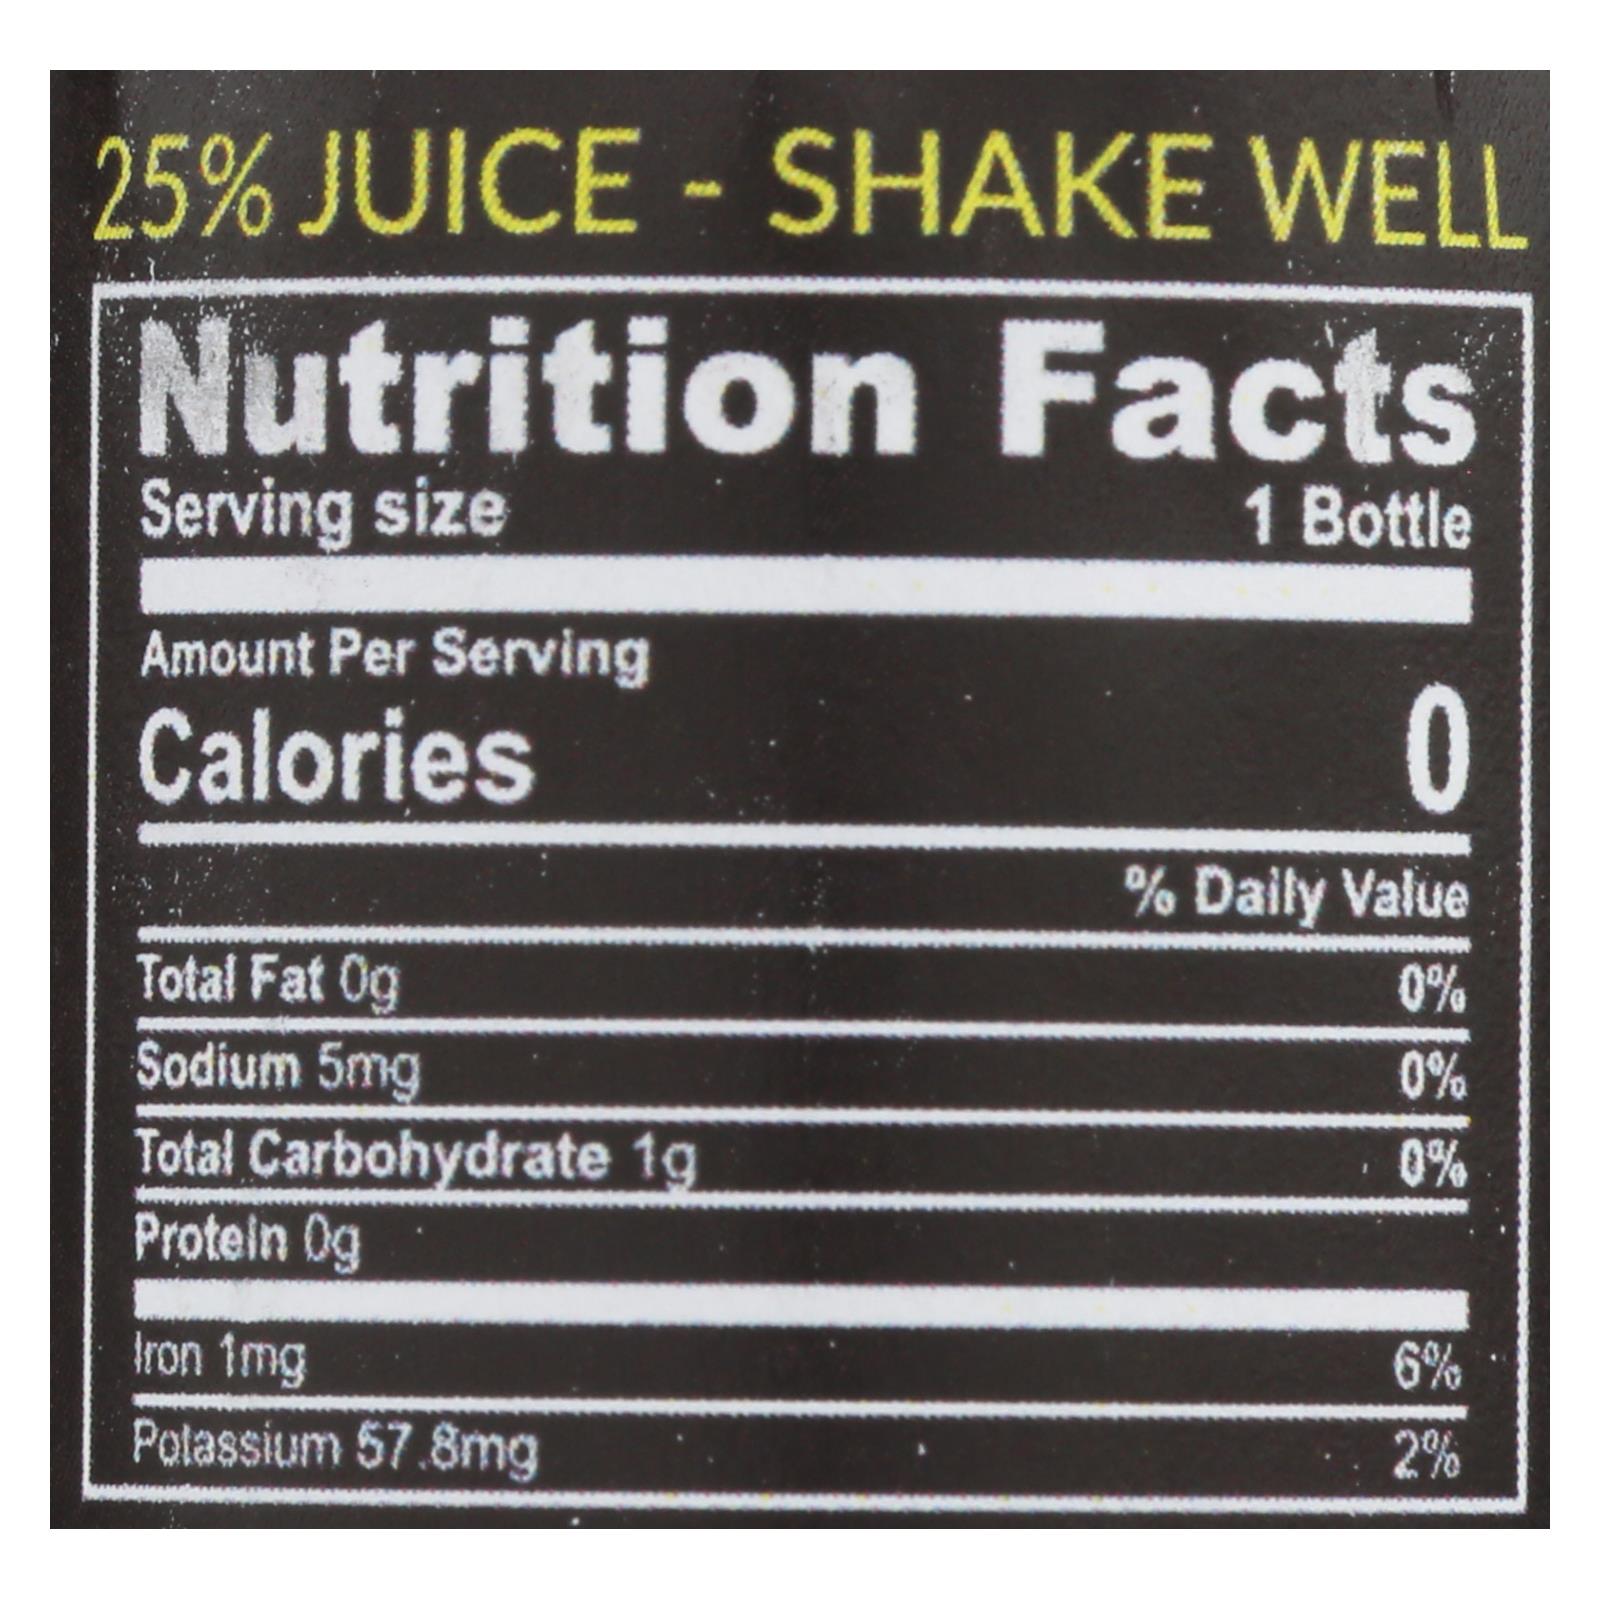 25% JUICE - SHAKE WELL
Nutrition Facts
Serving size 1 Bottle
Amount Per Serving
Calories 0
% Daily Value
Total Fat 0g 0%
Sodium 5mg 0%
Total Carbohydrate 1g 0%
Protein 0g
Iron 1mg 6%
Potassium 57.8mg 2%